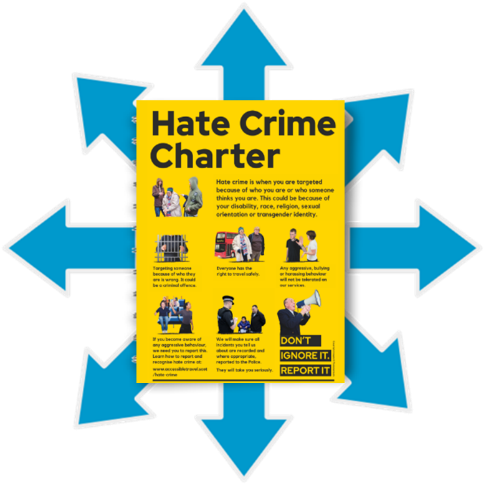 Hate Crime
Charter
Hate crime is when you are targeted
because of who you are or who someone
thinks you are. This could be because of
your disability, race, religion, sexual
orientation or transgender identity.
Targeting someone
because of who they
are is wrong. It could
be a criminal offence.
Everyone has the
right to travel safely.
Any aggressive, bullying
or harassing behaviour
will not be tolerated on
our services.
If you become aware of
any aggressive behaviour,
we need you to report this
Learn how to report and
recognise hate crime at:
/hate-crime.
We will make sure all
incidents you tell us
about are recorded and
where appropriate,
reported to the Police
They will take you seriously.
DON'T
IGNORE IT.
REPORT IT